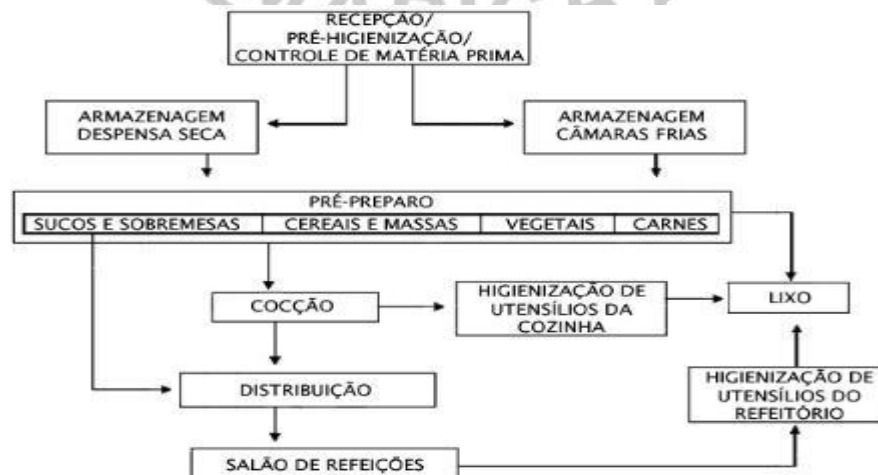 RECEPÇÃO/
PRÉ-HIGIENIZAÇÃO/
CONTROLE DE MATÉRIA PRIMA
ARMAZENAGEM
DESPENSA SECA
ARMAZENAGEM
CÂMARAS FRIAS
PRÉ-PREPARO
SUCOS E SOBREMESAS
CEREAIS E MASSAS
VEGETAIS
CARNES
COCÇÃO
HIGIENIZAÇÃO DE
UTENSÍLIOS DA
COZINHA
LIXO
DISTRIBUIÇÃO
HIGIENIZAÇÃO DE
UTENSÍLIOS DO
REFEITÓRIO
SALÃO DE REFEIÇÕES